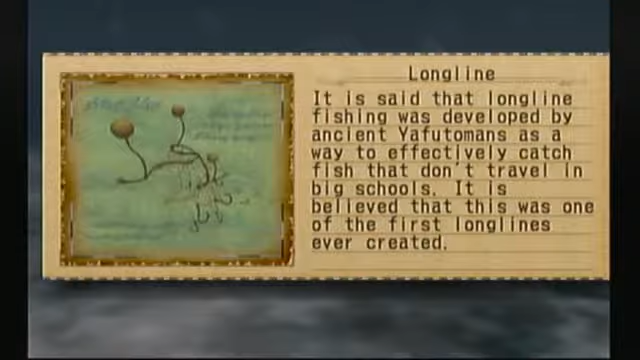 Longline
It is said that longline
fishing was developed by
ancient Yafutomans as a
way to effectively catch
fish that don't travel in
big schools. It is
believed that this was one
of the first longlines
ever created.